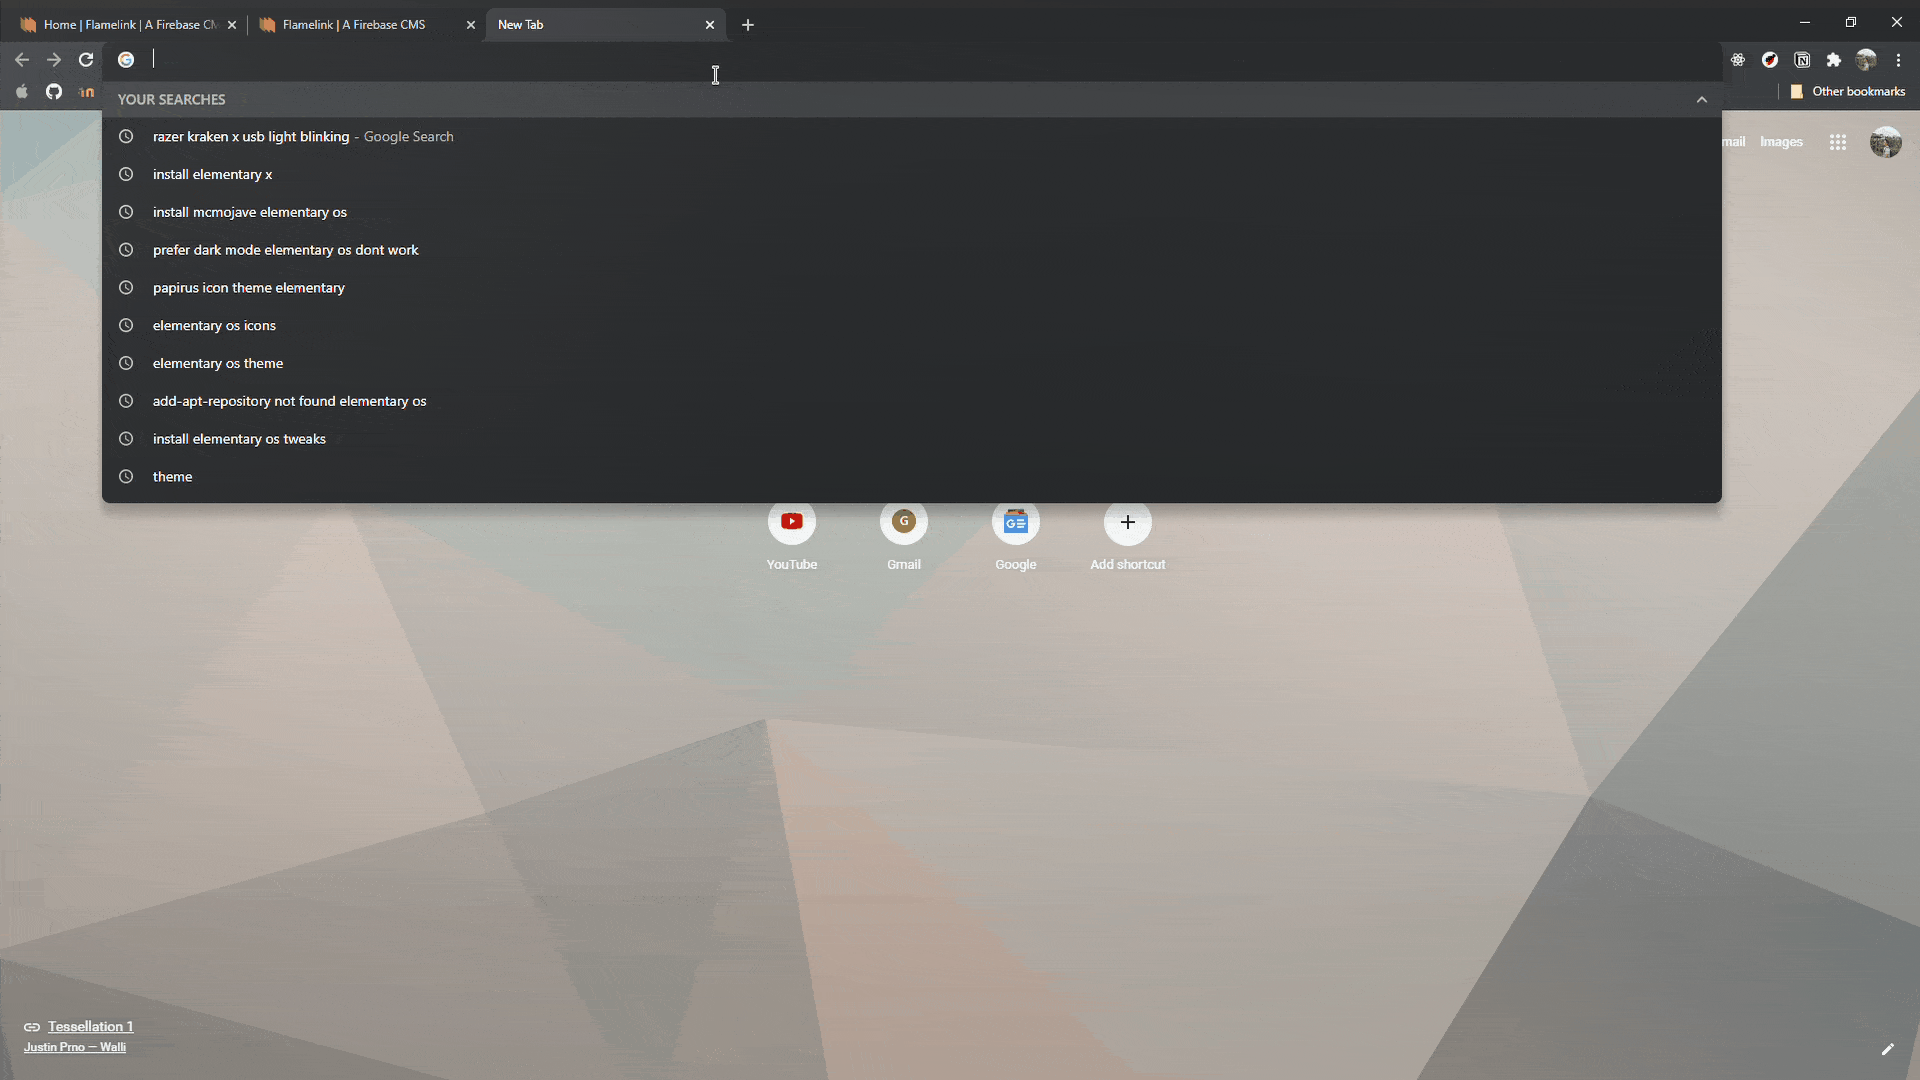 Home | Flamelink | A Firebase CM
Flamelink | A Firebase CMS
New Tab
Other bookmarks
YOUR SEARCHES
razer kraken x usb light blinking - Google Search
install elementary x
install mcmojave elementary os
prefer dark mode elementary os dont work
papirus icon theme elementary
elementary os icons
elementary os theme
add-apt-repository not found elementary os
install elementary os tweaks
theme
mail
Images
G
GE
YouTube
Gmail
Google
Add shortcut
Tessellation 1
Justin Prno — Walli